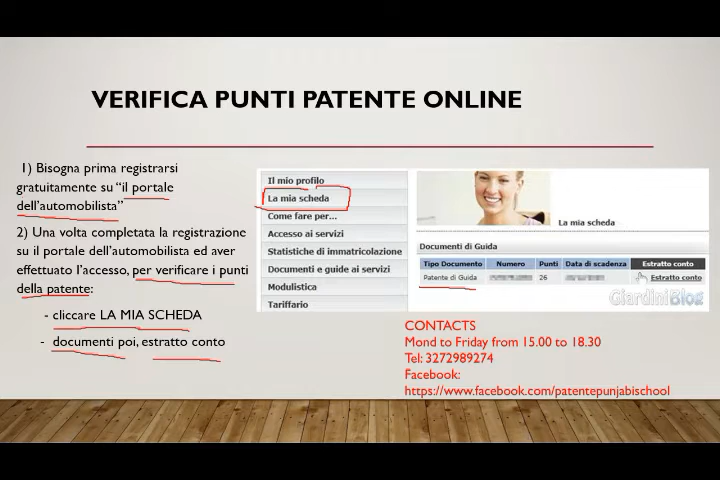 VERIFICA PUNTI PATENTE ONLINE
1) Bisogna prima registrarsi
gratuitamente su “il portale
dell’automobilista”
2) Una volta completata la registrazione
su il portale dell’automobilista ed aver
effettuato l’accesso, per verificare i punti
della patente:
- cliccare LA MIA SCHEDA
- documenti poi, estratto conto
Il mio profilo
La mia scheda
Come fare per...
Accesso ai servizi
Statistiche di immatricolazione
Documenti e guide ai servizi
Modulistica
Tariffario
La mia scheda
Documenti di Guida
Tipo Documento Numero Punti Data di scadenza Estratto conto
Patente di Guida 26 Estratto conto
GiardiniBlog
CONTACTS
Mond to Friday from 15.00 to 18.30
Tel: 3272989274
Facebook:
https://www.facebook.com/patentepunjabischool